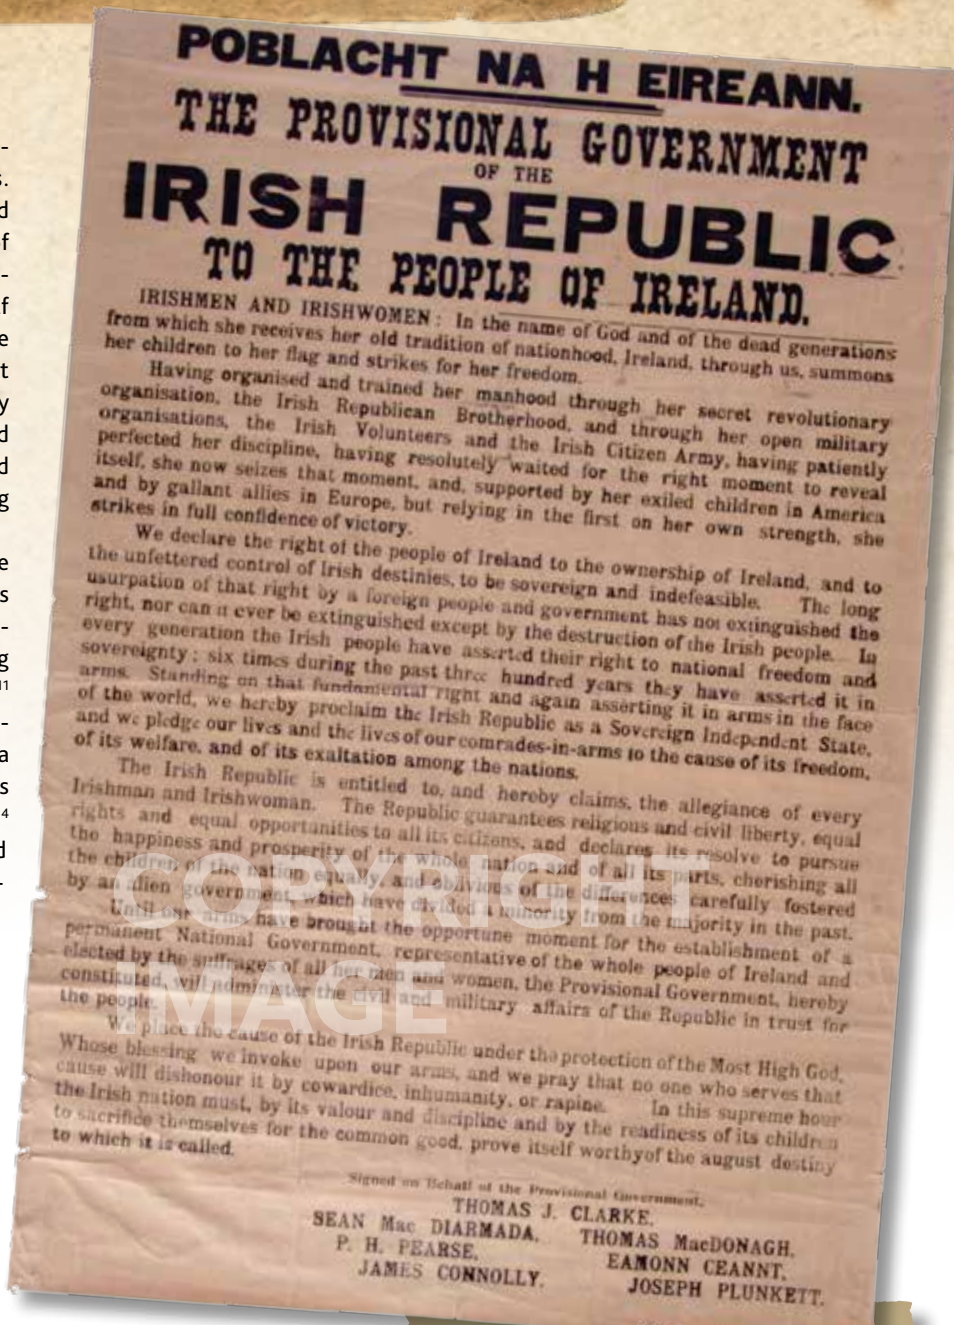 POBLACHT NA H EIREANN.
THE PROVISIONAL GOVERNMENT
OF THE
IRISH REPUBLIC
TO THE PEOPLE OF IRELAND.
IRISHMEN AND IRISHWOMEN : In the name of God and of the dead generations
from which she receives her old tradition of nationhood, Ireland, through us, summons
her children to her flag and strikes for her freedom.
Having organised and trained her manhood through her secret revolutionary
organisation, the Irish Republican Brotherhood, and through her open military
organisations, the Irish Volunteers and the Irish Citizen Army, having patiently
perfected her discipline, having resolutely waited for the right moment to reveal
itself, she now seizes that moment, and, supported by her exiled children in America
and by gallant allies in Europe, but relying in the first on her own strength, she
strikes in full confidence of victory.
We declare the right of the people of Ireland to the ownership of Ireland, and to
the unfettered control of Irish destinies, to be sovereign and indefeasible. The long
usurpation of that right by a foreign people and government has not extinguished the
right, nor can it ever be extinguished except by the destruction of the Irish people. In
every generation the Irish people have asserted their right to national freedom and
sovereignty ; six times during the past three hundred years they have asserted it in
arms. Standing on that fundamental right and again asserting it in arms in the face
of the world, we hereby proclaim the Irish Republic as a Sovereign Independent State,
and we pledge our lives and the lives of our comrades-in-arms to the cause of its freedom,
of its welfare, and of its exaltation among the nations.
The Irish Republic is entitled to, and hereby claims, the allegiance of every
Irishman and Irishwoman. The Republic guarantees religious and civil liberty, equal
rights and equal opportunities to all its citizens, and declares its resolve to pursue
the happiness and prosperity of the whole nation and of all its parts, cherishing all
the children of the nation equally, and oblivious of the differences carefully fostered
by an alien government, which have divided a minority from the majority in the past.
Until our arms have brought the opportune moment for the establishment of a
permanent National Government, representative of the whole people of Ireland and
elected by the suffrages of all her men and women, the Provisional Government, hereby
constituted, will administer the civil and military affairs of the Republic in trust for
the people.
We place the cause of the Irish Republic under the protection of the Most High God,
Whose blessing we invoke upon our arms, and we pray that no one who serves that
cause will dishonour it by cowardice, inhumanity, or rapine. In this supreme hour
the Irish nation must, by its valour and discipline and by the readiness of its children
to sacrifice themselves for the common good, prove itself worthy of the august destiny
to which it is called.
Signed on Behalf of the Provisional Government,
THOMAS J. CLARKE,
SEAN Mac DIARMADA, THOMAS MacDONAGH,
P. H. PEARSE, EAMONN CEANNT,
JAMES CONNOLLY. JOSEPH PLUNKETT.
COPYRIGHT
IMAGE